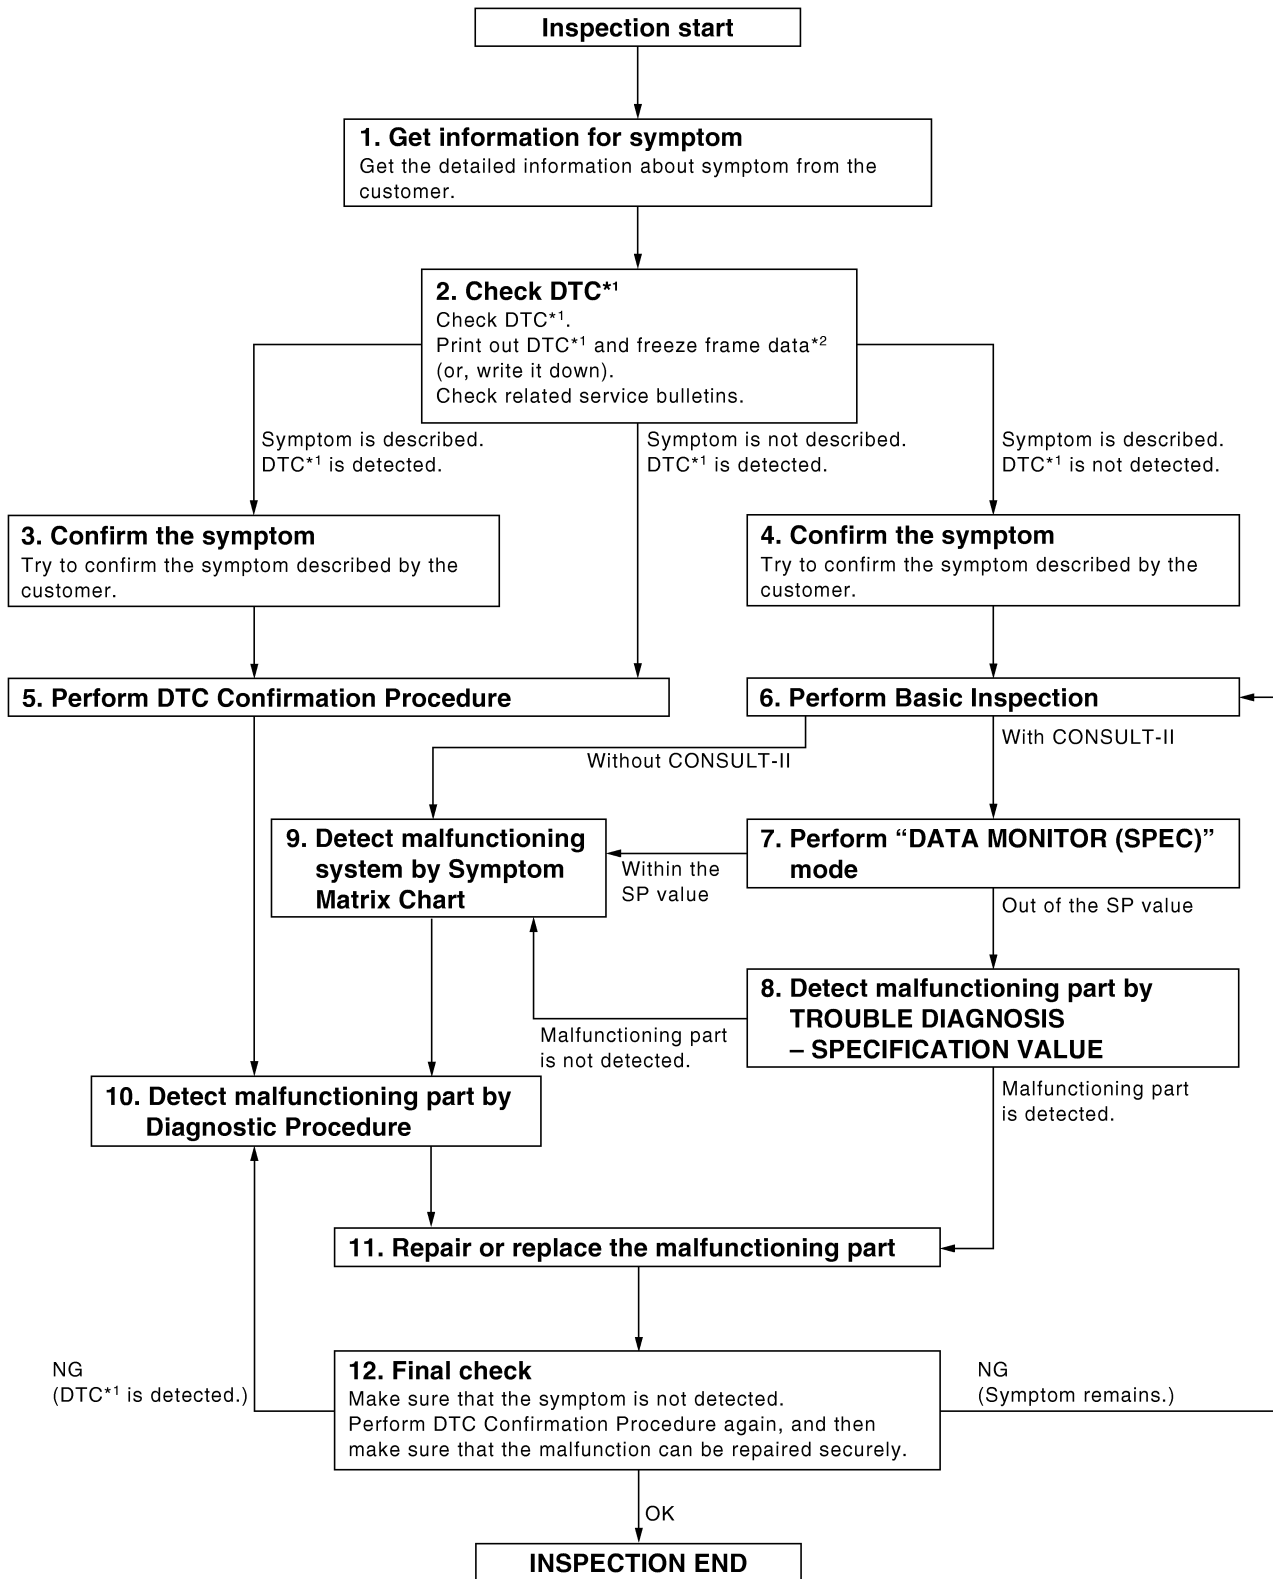 Inspection start
1. Get information for symptom
Get the detailed information about symptom from the
customer.
2. Check DTC*1
Check DTC*1.
Print out DTC*1 and freeze frame data*2
(or, write it down).
Check related service bulletins.
Symptom is described.
DTC*1 is detected.
Symptom is not described.
DTC*1 is detected.
Symptom is described.
DTC*1 is not detected.
3. Confirm the symptom
Try to confirm the symptom described by the
customer.
4. Confirm the symptom
Try to confirm the symptom described by the
customer.
5. Perform DTC Confirmation Procedure
6. Perform Basic Inspection
Without CONSULT-II
With CONSULT-II
9. Detect malfunctioning
system by Symptom
Matrix Chart
Within the
SP value
7. Perform “DATA MONITOR (SPEC)”
mode
Out of the SP value
8. Detect malfunctioning part by
TROUBLE DIAGNOSIS
– SPECIFICATION VALUE
Malfunctioning part
is not detected.
Malfunctioning part
is detected.
10. Detect malfunctioning part by
Diagnostic Procedure
11. Repair or replace the malfunctioning part
NG
(DTC*1 is detected.)
12. Final check
Make sure that the symptom is not detected.
Perform DTC Confirmation Procedure again, and then
make sure that the malfunction can be repaired securely.
NG
(Symptom remains.)
OK
INSPECTION END